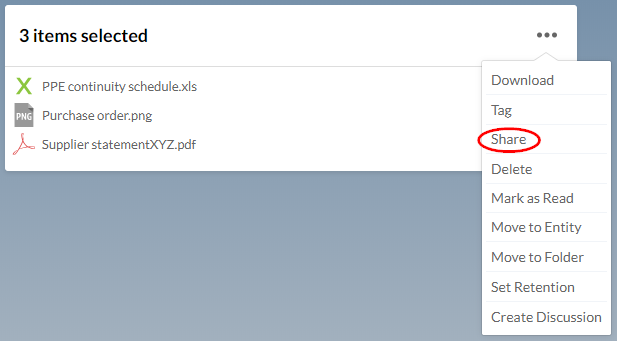 3 items selected
PPE continuity schedule.xls
PNG
Purchase order.png
Supplier statementXYZ.pdf
Download
Tag
Share
Delete
Mark as Read
Move to Entity
Move to Folder
Set Retention
Create Discussion